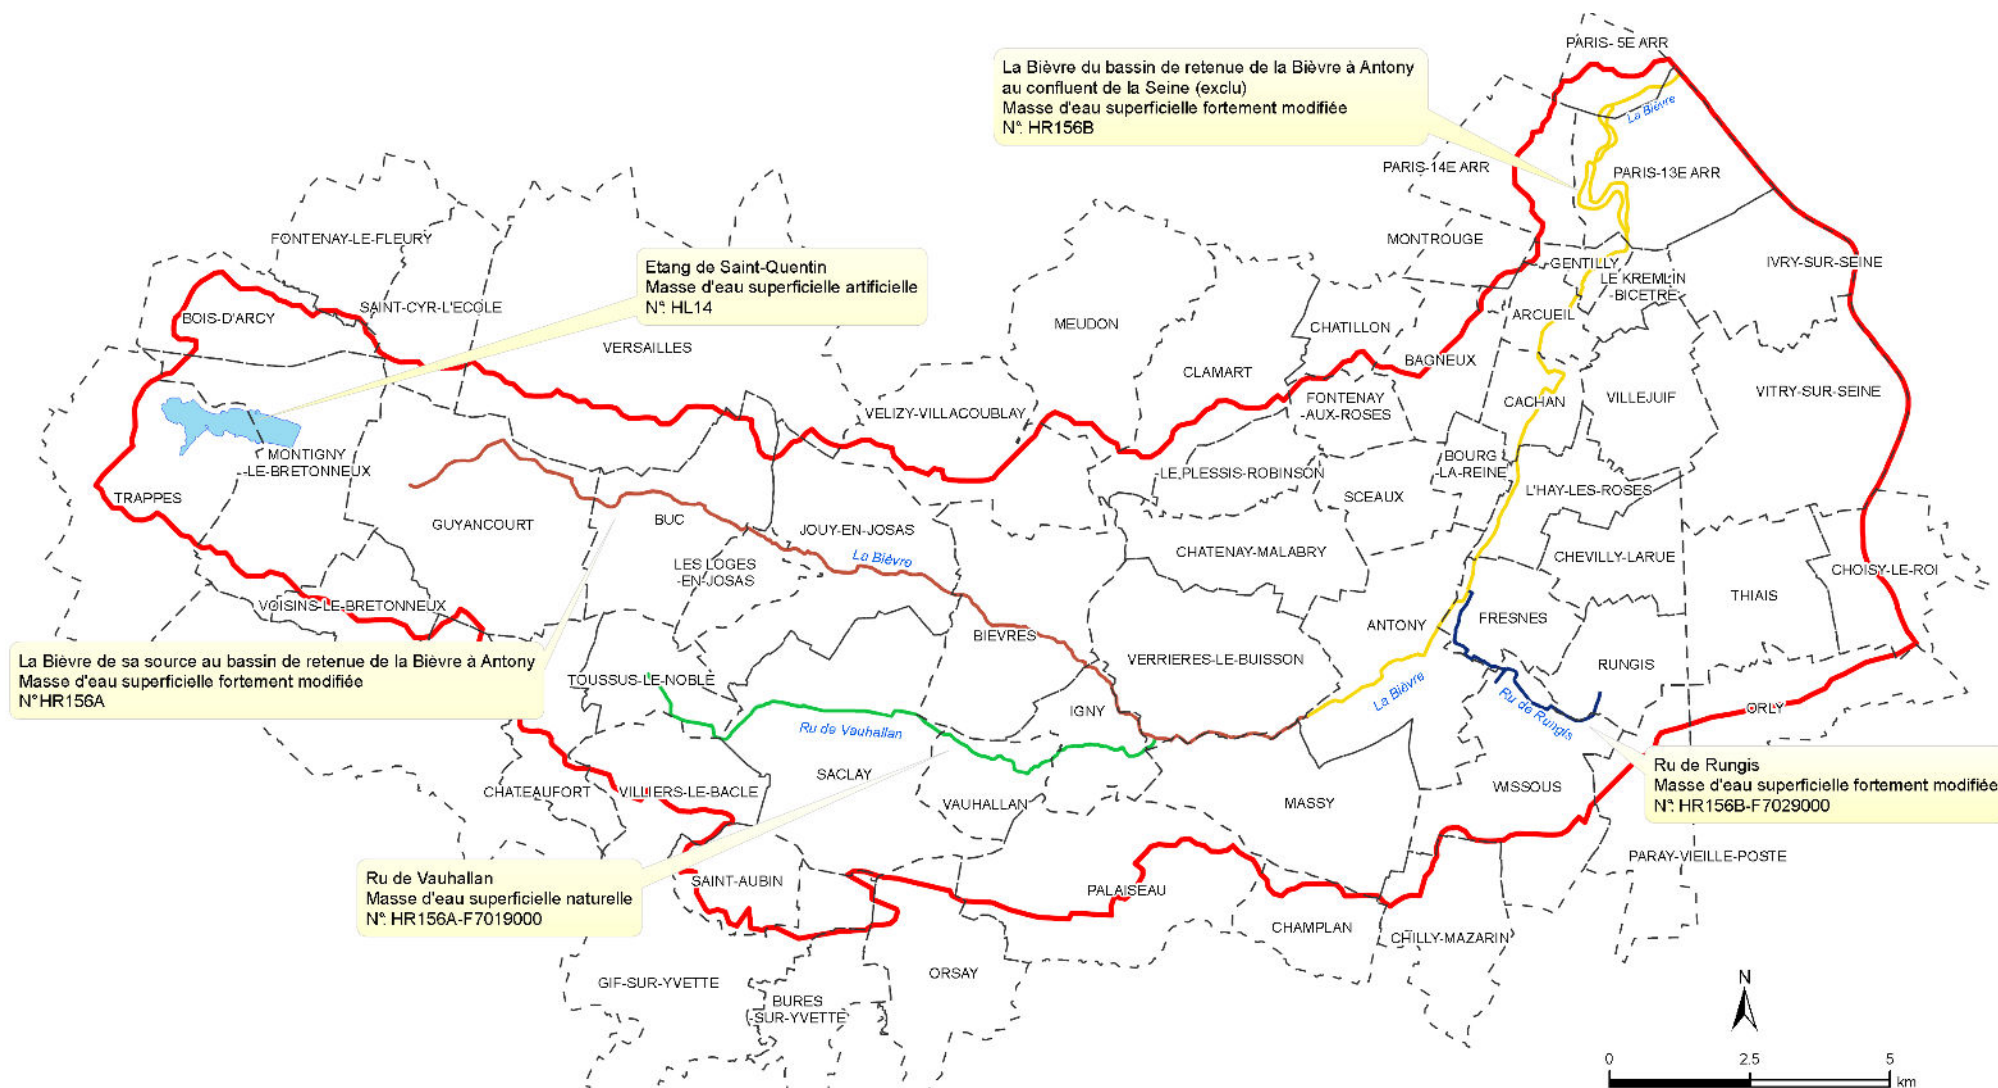 PARIS- 5E ARR
La Bièvre du bassin de retenue de la Bièvre à Antony
au confluent de la Seine (exclu)
Masse d'eau superficielle fortement modifiée
N°: HR156B
La Bièvre
PARIS-14E ARR
PARIS-13E ARR
FONTENAY-LE-FLEURY
MONTROUGE
GENTILLY
IVRY-SUR-SEINE
Etang de Saint-Quentin
Masse d'eau superficielle artificielle
N°: HL14
LE KREMLIN
-BICETRE
BOIS-D'ARCY
SAINT-CYR-L'ECOLE
ARCUEIL
MEUDON
CHATILLON
VERSAILLES
BAGNEUX
CLAMART
VITRY-SUR-SEINE
FONTENAY
-AUX-ROSES
CACHAN
VILLEJUIF
VELIZY-VILLACOUBLAY
MONTIGNY
-LE-BRETONNEUX
BOURG
-LA-REINE
LE PLESSIS-ROBINSON
TRAPPES
SCEAUX
L'HAY-LES-ROSES
GUYANCOURT
BUC
JOUY-EN-JOSAS
La Bièvre
CHATENAY-MALABRY
CHEVILLY-LARUE
LES LOGES
-EN-JOSAS
CHOISY-LE-ROI
THIAIS
VOISINS-LE-BRETONNEUX
FRESNES
ANTONY
BIEVRES
VERRIERES-LE-BUISSON
RUNGIS
La Bièvre de sa source au bassin de retenue de la Bièvre à Antony
Masse d'eau superficielle fortement modifiée
N°HR156A
TOUSSUS-LE-NOBLE
La Bièvre
IGNY
Ru de Rungis
ORLY
Ru de Vauhallan
SACLAY
Ru de Rungis
Masse d'eau superficielle fortement modifiée
N°: HR156B-F7029000
CHATEAUFORT
VILLIERS-LE-BACLE
VAUHALLAN
MASSY
WISSOUS
PARAY-VIEILLE-POSTE
Ru de Vauhallan
Masse d'eau superficielle naturelle
N°: HR156A-F7019000
SAINT-AUBIN
PALAISEAU
CHAMPLAN
CHILLY-MAZARIN
GIF-SUR-YVETTE
ORSAY
BURES
-SUR-YVETTE
N
0 2.5 5
km